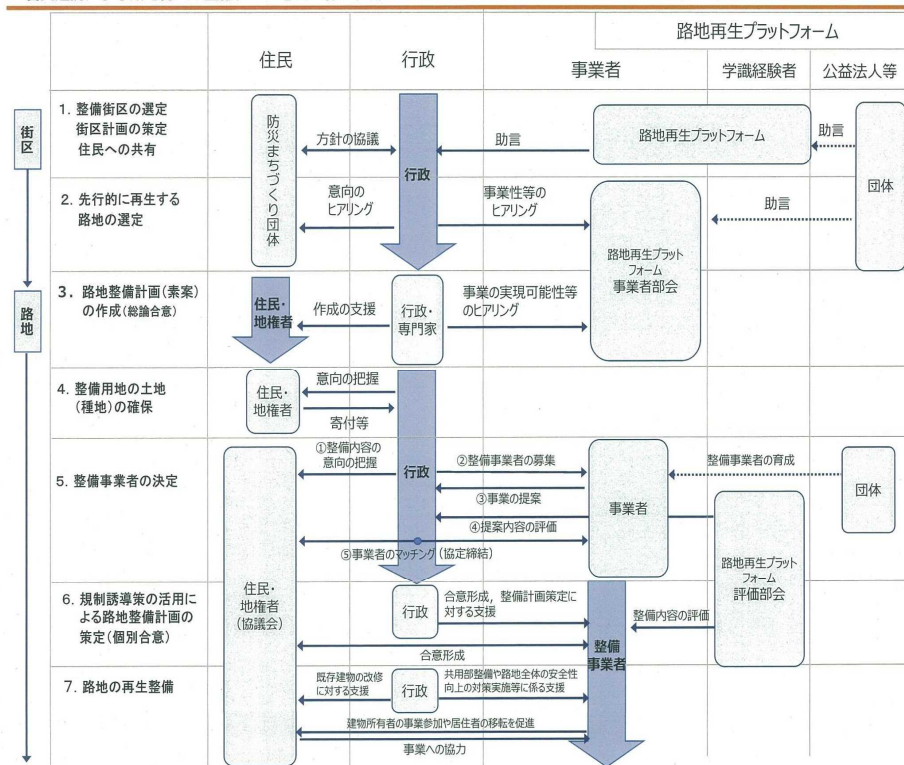 路地再生プラットフォーム
住民
行政
事業者
学識経験者
公益法人等
街区
1. 整備街区の選定
街区計画の策定
住民への共有
防災まちづくり団体
方針の協議
行政
助言
路地再生プラットフォーム
助言
団体
2. 先行的に再生する
路地の選定
意向の
ヒアリング
事業性等の
ヒアリング
助言
路地再生プラット
フォーム
事業者部会
路地
3. 路地整備計画(素案)
の作成(総論合意)
住民・
地権者
作成の支援
行政・
専門家
事業の実現可能性等
のヒアリング
4. 整備用地の土地
(種地)の確保
住民・
地権者
意向の把握
寄付等
5. 整備事業者の決定
①整備内容の
意向の把握
行政
②整備事業者の募集
③事業の提案
④提案内容の評価
⑤事業者のマッチング(協定締結)
事業者
整備事業者の育成
団体
路地再生プラット
フォーム
評価部会
住民・
地権者
(協議会)
6. 規制誘導策の活用によ
る路地整備計画の
策定(個別合意)
行政
合意形成，整備計画策定に
対する支援
整備内容の評価
合意形成
整備
事業者
7. 路地の再生整備
既存建物の改修
に対する支援
行政
共用部整備や路地全体の安全性
向上の対策実施等に係る支援
建物所有者の事業参加や居住者の移転を促進
事業への協力